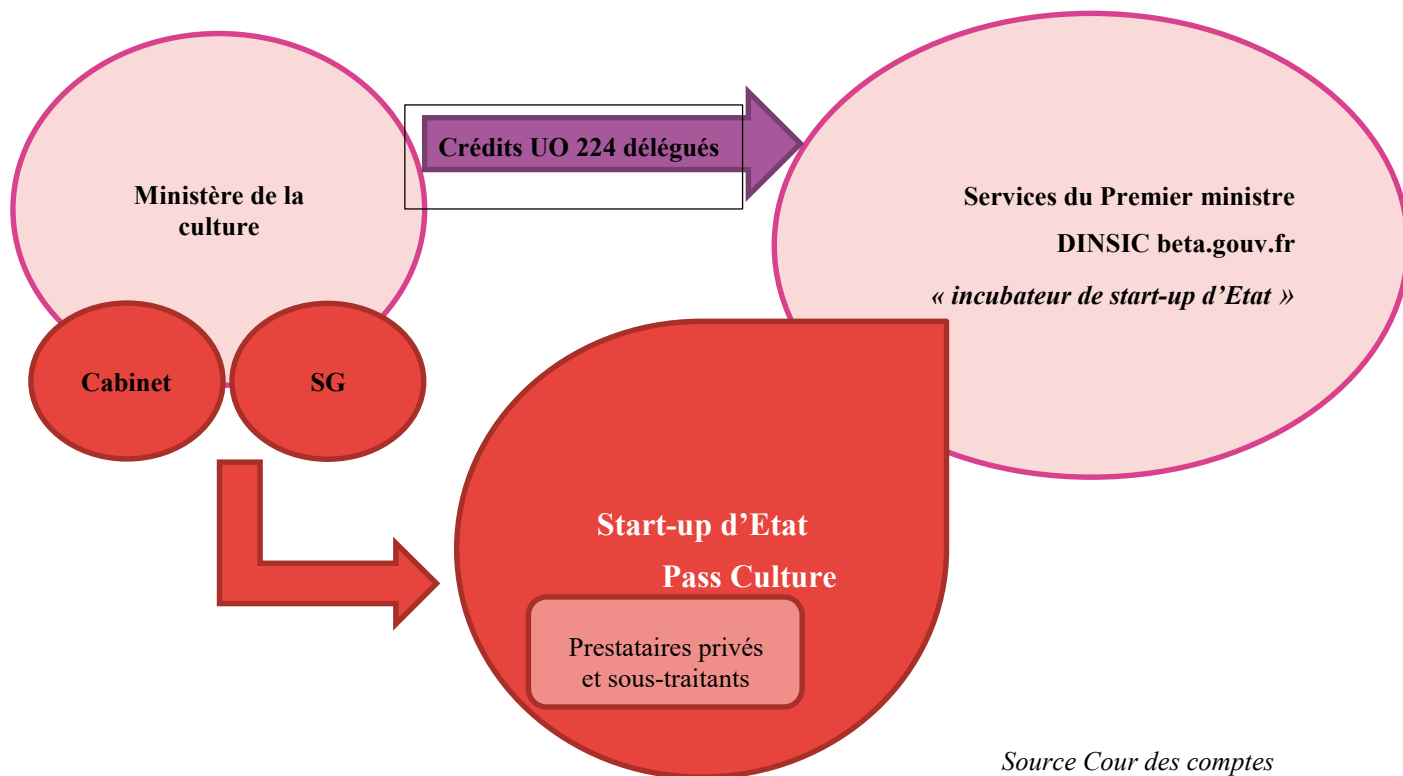 Crédits UO 224 délégués
Ministère de la
culture
Services du Premier ministre
DINSIC beta.gouv.fr
« incubateur de start-up d’Etat »
Cabinet
SG
Start-up d’Etat
Pass Culture
Prestataires privés
et sous-traitants
Source Cour des comptes